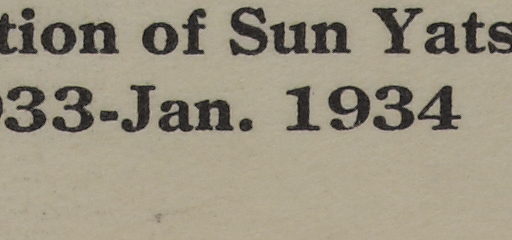 tion of Sun Yats
933-Jan. 1934